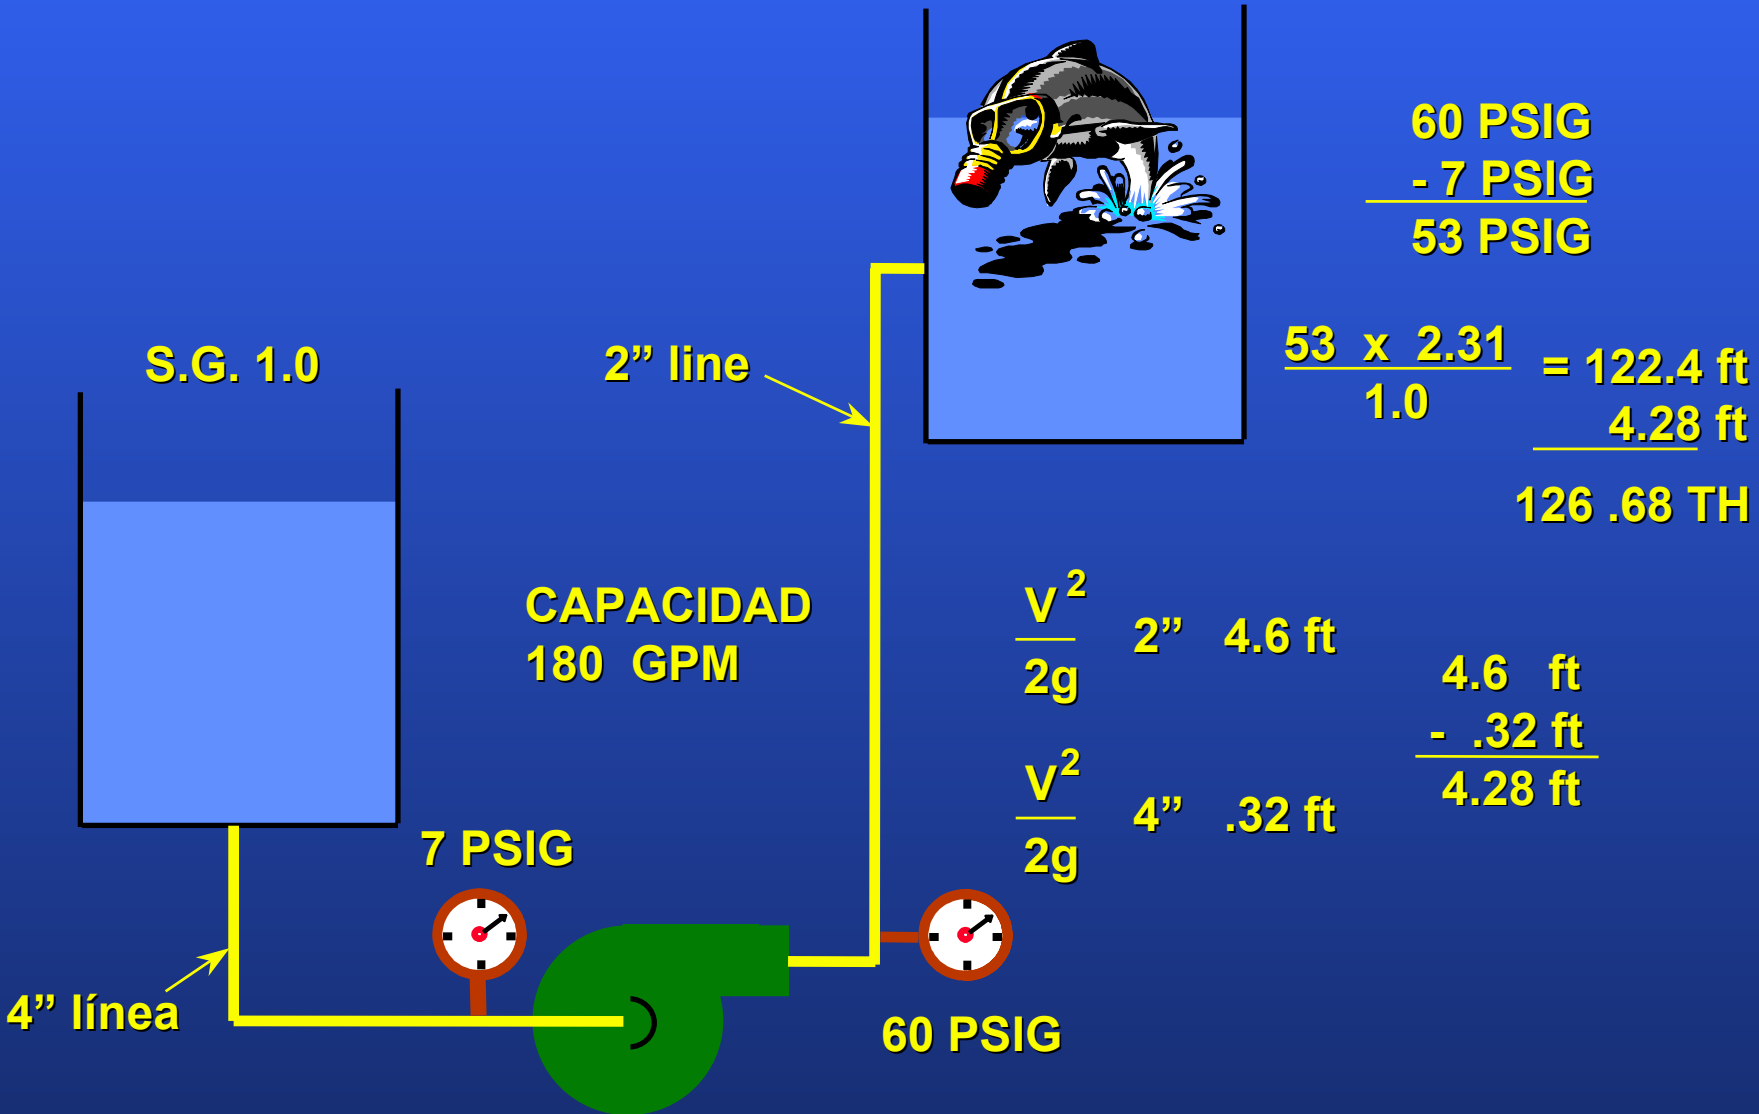 60 PSIG
- 7 PSIG
53 PSIG
S.G. 1.0
2” line
53 x 2.31
1.0
= 122.4 ft
4.28 ft
126 .68 TH
CAPACIDAD
180 GPM
V 2
2g
2” 4.6 ft
V2
2g
4” .32 ft
4.6 ft
- .32 ft
4.28 ft
7 PSIG
4” línea
60 PSIG